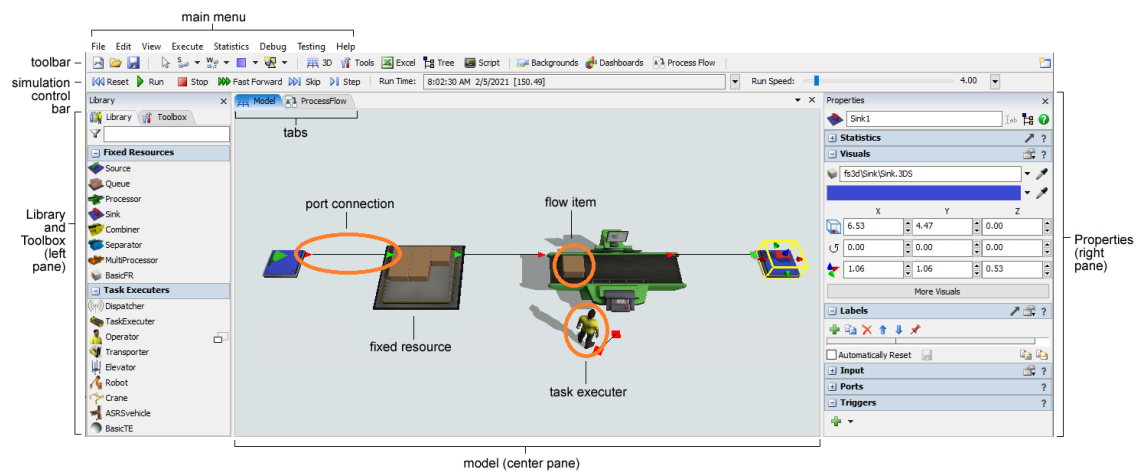 main menu
File Edit View Execute Statistics Debug Testing Help
toolbar
3D Tools Excel Tree Script Backgrounds Dashboards Process Flow
simulation control bar
Reset Run Stop Fast Forward Skip Step Run Time: 8:02:30 AM 2/5/2021 [150.49] Run Speed: 4.00
Library
Library Toolbox
Fixed Resources
Source
Queue
Processor
Sink
Combiner
Separator
MultiProcessor
BasicFR
Task Executers
Dispatcher
TaskExecuter
Operator
Transporter
Elevator
Robot
Crane
ASRSvehicle
BasicTE
Library
and
Toolbox
(left
pane)
Model ProcessFlow
tabs
port connection
flow item
fixed resource
task executer
model (center pane)
Properties
Sink1
Statistics
Visuals
fs3d\Sink\Sink.3DS
X Y Z
6.53 4.47 0.00
0.00 0.00 0.00
1.06 1.06 0.53
More Visuals
Labels
Automatically Reset
Input
Ports
Triggers
Properties
(right
pane)